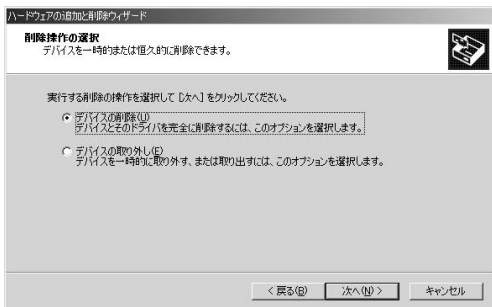 ハードウェアの追加と削除ウィザード
削除操作の選択
デバイスを一時的または恒久的に削除できます。
実行する削除の操作を選択して [次へ] をクリックしてください。
デバイスの削除(U)
デバイスとそのドライバを完全に削除するには、このオプションを選択します。
デバイスの取り外し(E)
デバイスを一時的に取り外す、または取り出すには、このオプションを選択します。
< 戻る(B)
次へ(N) >
キャンセル